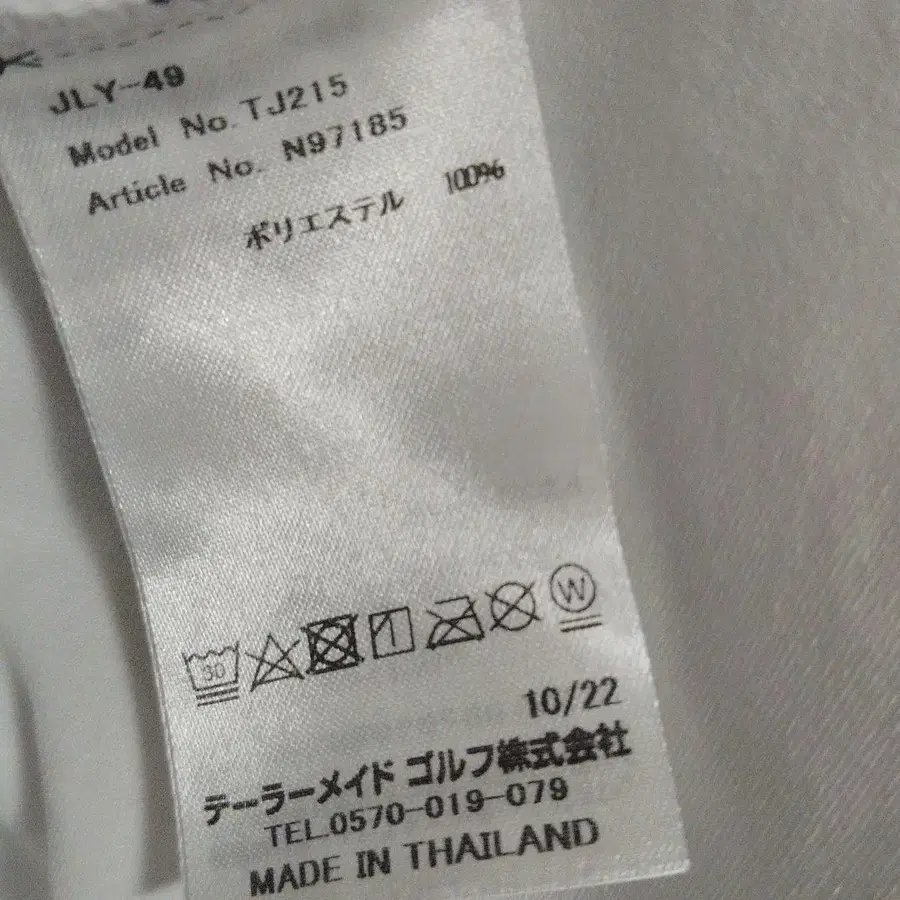 JLY-49
Model No. TJ215
Article No. N97185
ポリエステル 100%
30 W
10/22
テーラーメイド ゴルフ株式会社
TEL.0570-019-079
MADE IN THAILAND